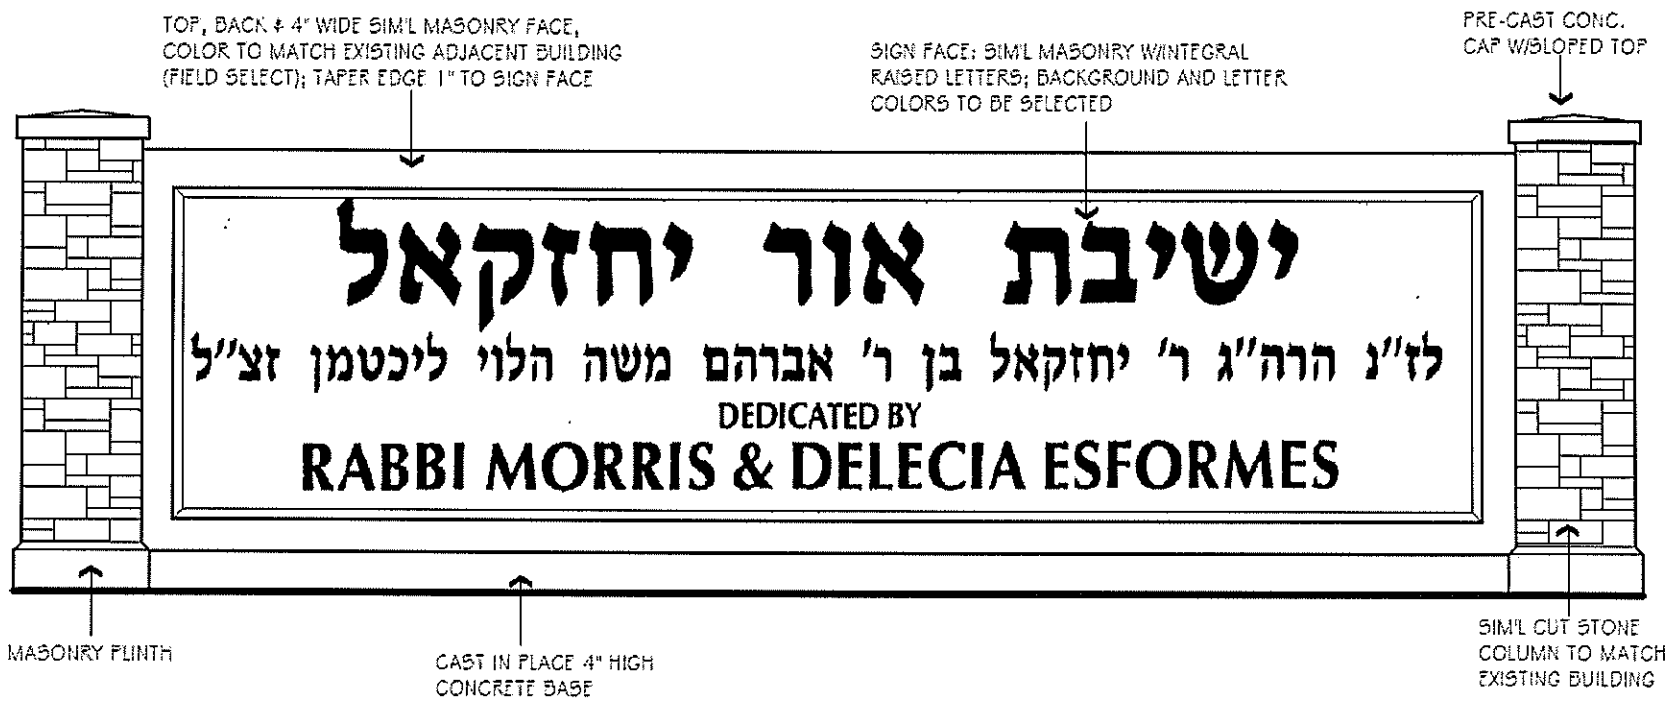 TOP, BACK & 4" WIDE SIM'L MASONRY FACE,
COLOR TO MATCH EXISTING ADJACENT BUILDING
(FIELD SELECT); TAPER EDGE 1" TO SIGN FACE
SIGN FACE: SIM'L MASONRY W/INTEGRAL
RAISED LETTERS; BACKGROUND AND LETTER
COLORS TO BE SELECTED
PRE-CAST CONC.
CAP W/SLOPED TOP
ישיבת אור יחזקאל
לז"נ הרה"ג ר' יחזקאל בן ר' אברהם משה הלוי ליכטמן זצ"ל
DEDICATED BY
RABBI MORRIS & DELECIA ESFORMES
MASONRY PLINTH
CAST IN PLACE 4" HIGH
CONCRETE BASE
SIM'L CUT STONE
COLUMN TO MATCH
EXISTING BUILDING